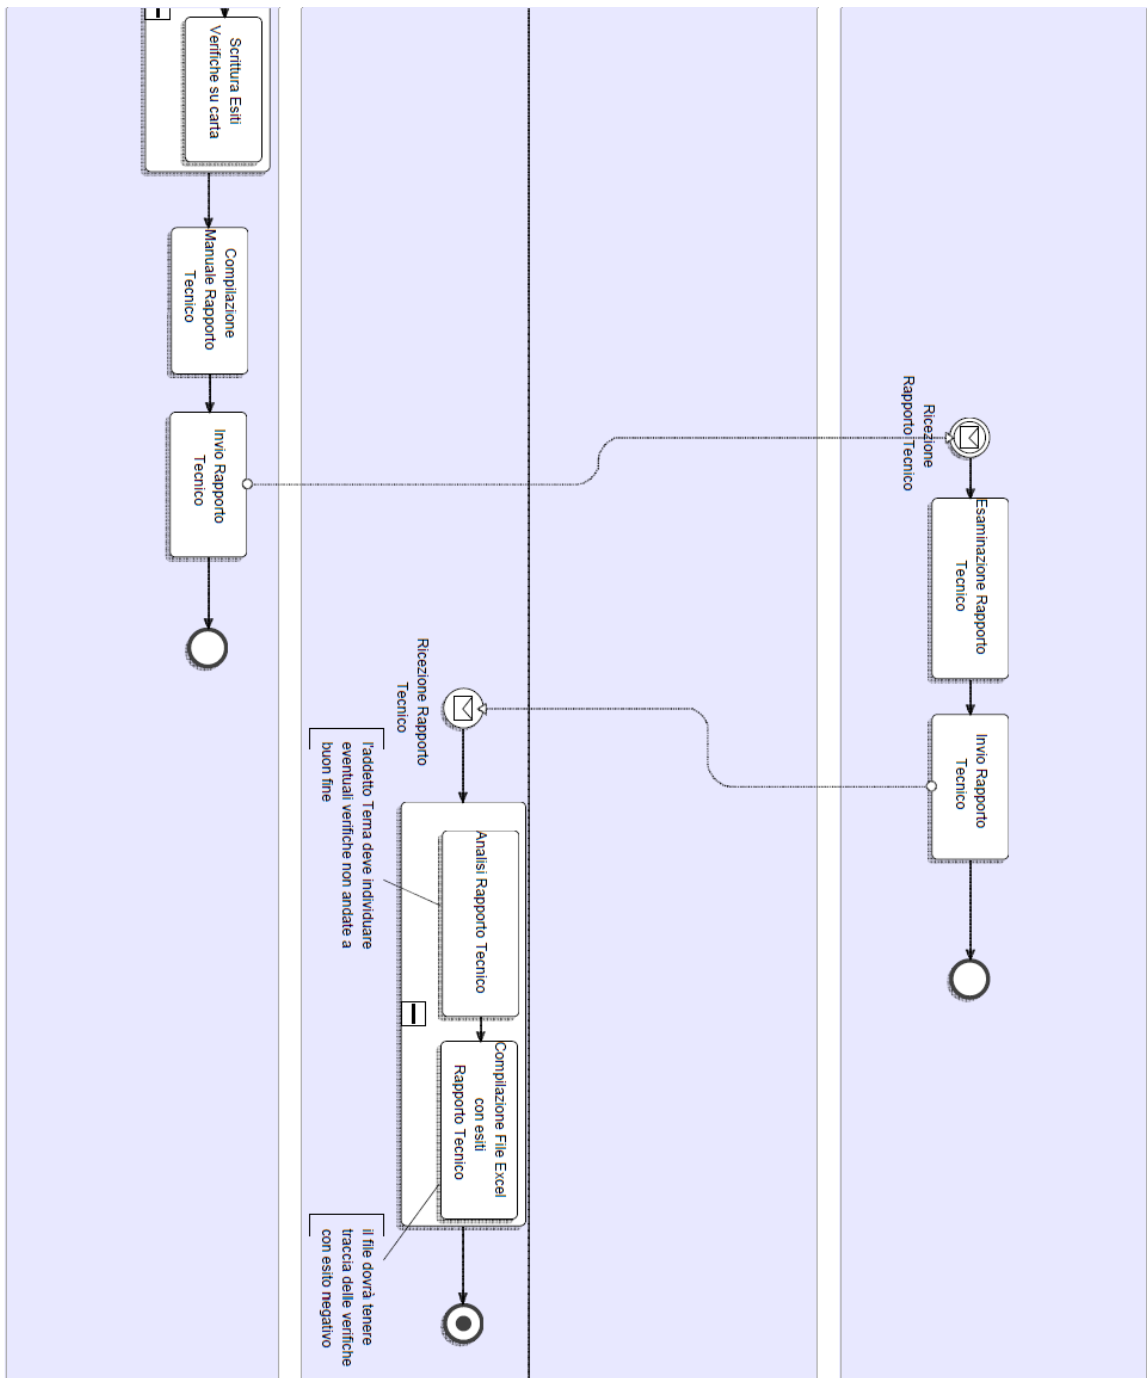 Scrittura Esiti
Verifiche su carta
Compilazione
Manuale Rapporto
Tecnico
Invio Rapporto
Tecnico
Ricezione
Rapporto Tecnico
Esaminazione Rapporto
Tecnico
Invio Rapporto
Tecnico
Ricezione Rapporto
Tecnico
l'addetto Terna deve individuare
eventuali verifiche non andate a
buon fine
Analisi Rapporto Tecnico
Compilazione File Excel
con esiti
Rapporto Tecnico
il file dovrà tenere
traccia delle verifiche
con esito negativo